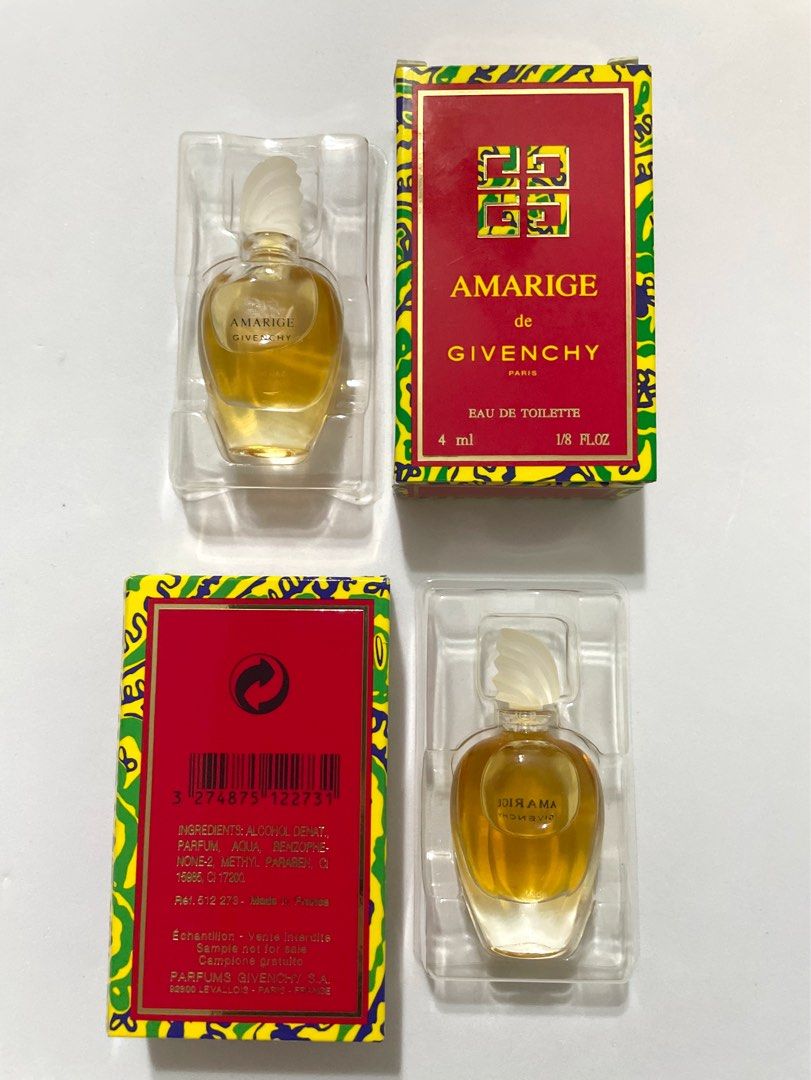 AMARIGE
GIVENCHY
AMARIGE
de
GIVENCHY
PARIS
EAU DE TOILETTE
4 ml 1/8 FL.OZ
3 274875 122731
INGREDIENTS: ALCOHOL DENAT.,
PARFUM, AQUA, BENZOPHE-
NONE-2, METHYL PARABEN, CI
15985, CI 17200.
Réf. 512 273 - Made in France
Échantillon - Vente Interdite
Sample not for sale
Campione gratuito
PARFUMS GIVENCHY S.A.
92300 LEVALLOIS - PARIS - FRANCE
AMARIGE
GIVENCHY